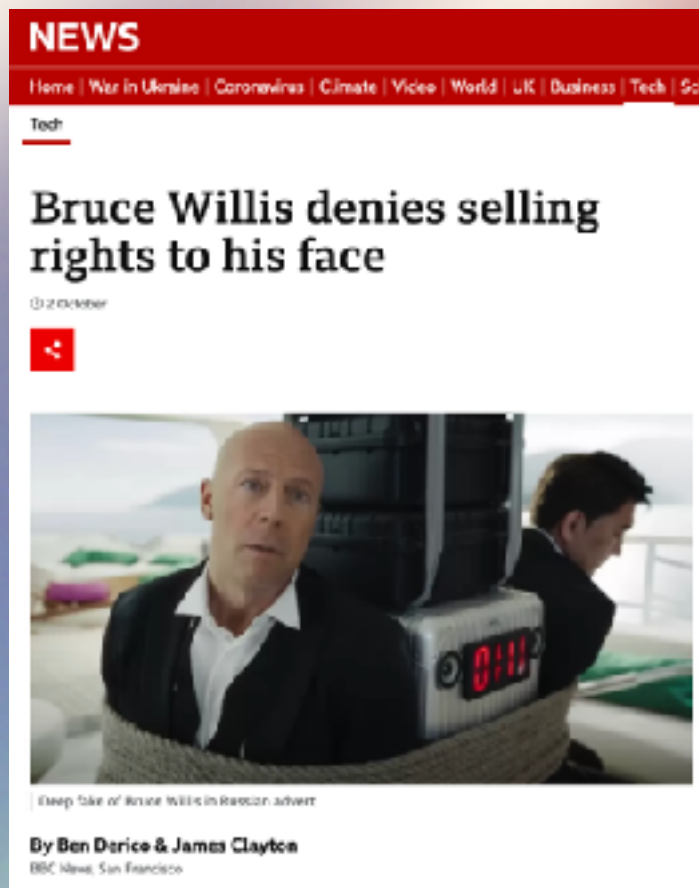 NEWS
Home | War in Ukraine | Coronavirus | Climate | Video | World | UK | Business | Tech | Sc
Tech
Bruce Willis denies selling
rights to his face
2 October
0:11
Deep fake of Bruce Willis in Russian advert
By Ben Derico & James Clayton
BBC News, San Francisco